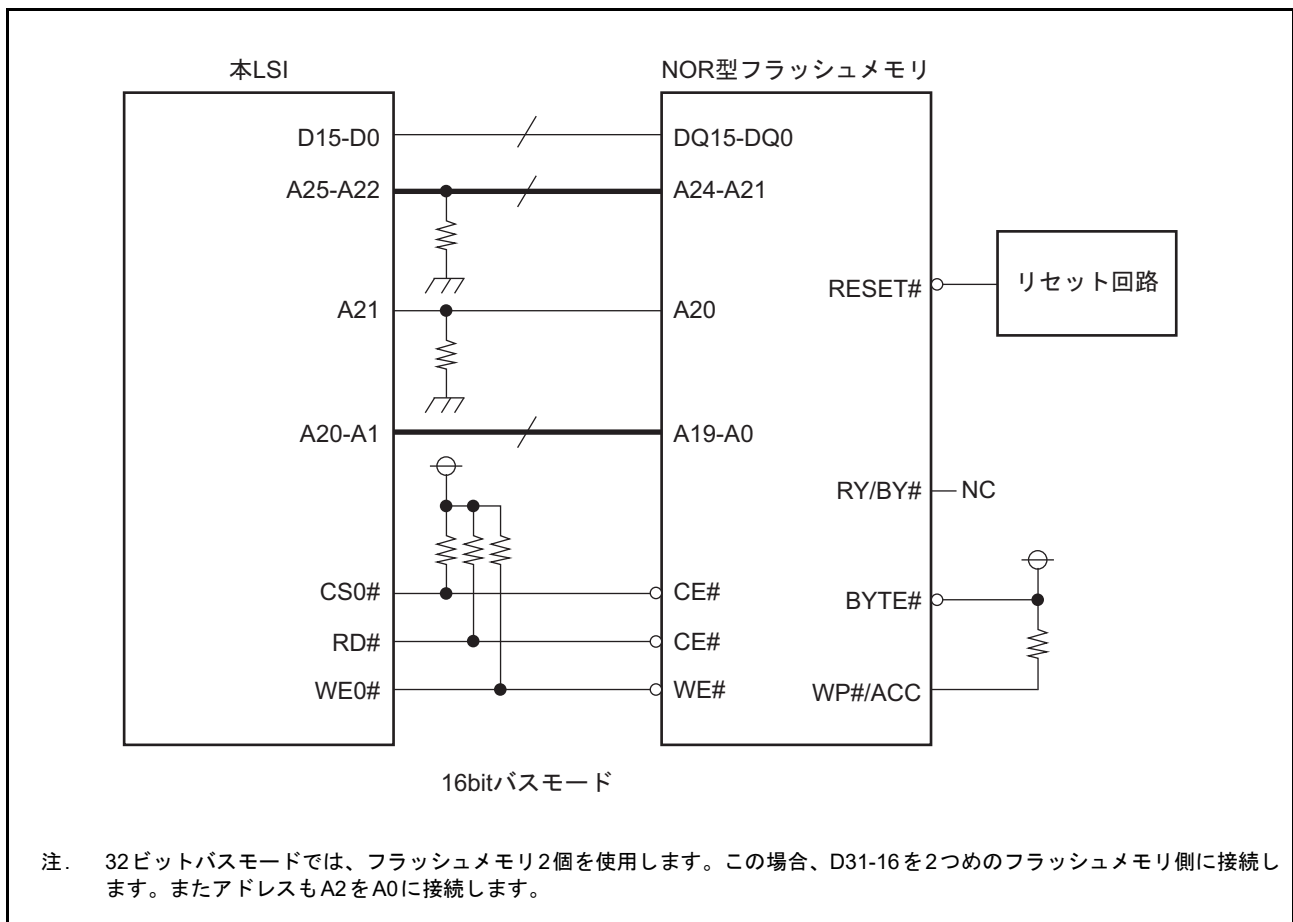 本LSI
NOR型フラッシュメモリ
D15-D0
DQ15-DQ0
A25-A22
A24-A21
RESET#
リセット回路
A21
A20
A20-A1
A19-A0
RY/BY#
NC
CS0#
CE#
BYTE#
RD#
CE#
WE0#
WE#
WP#/ACC
16bitバスモード
注. 32ビットバスモードでは、フラッシュメモリ2個を使用します。この場合、D31-16を2つめのフラッシュメモリ側に接続し
ます。またアドレスもA2をA0に接続します。